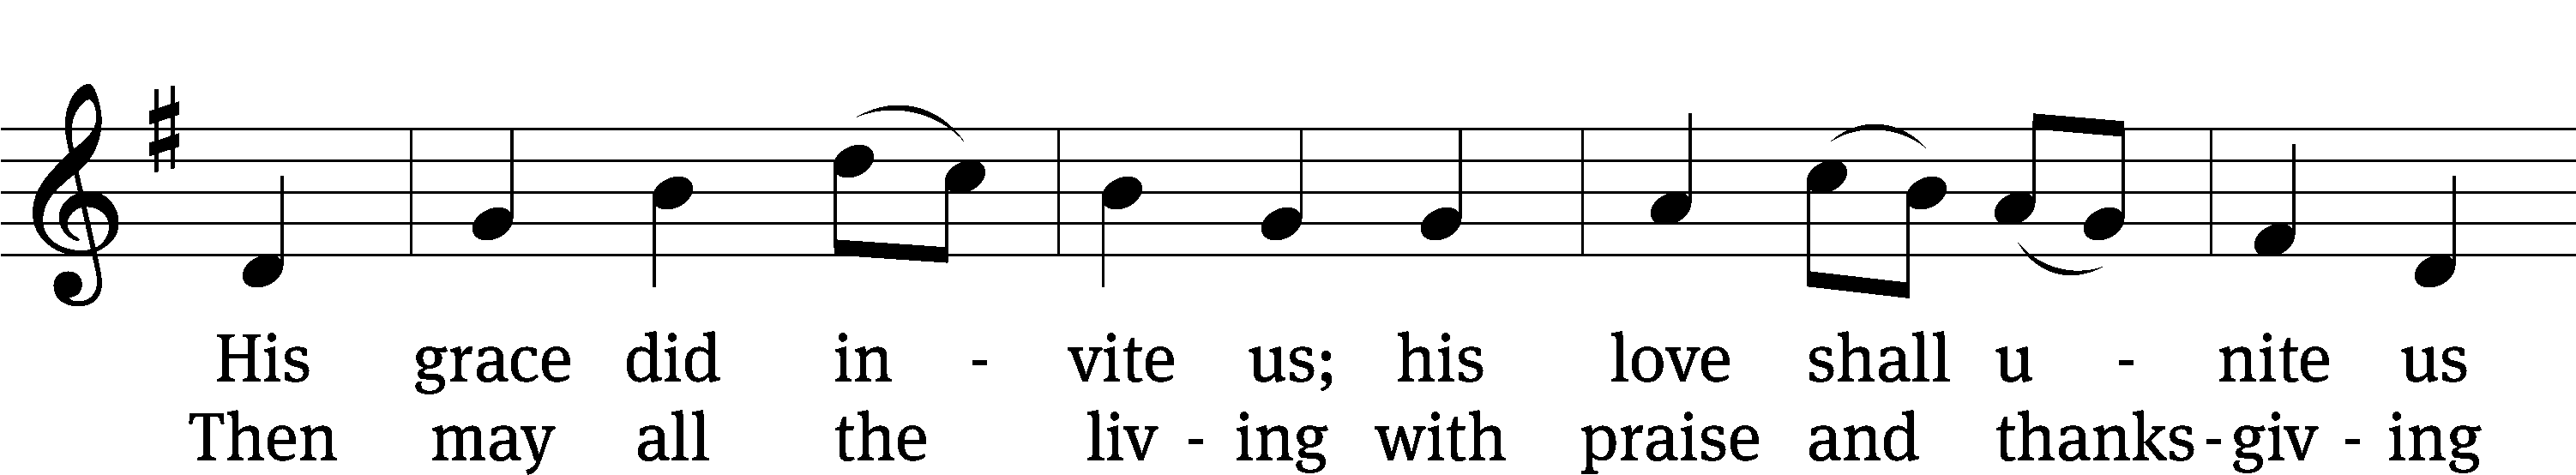 His grace did in - vite us; his love shall u - nite us
Then may all the liv - ing with praise and thanks - giv - ing